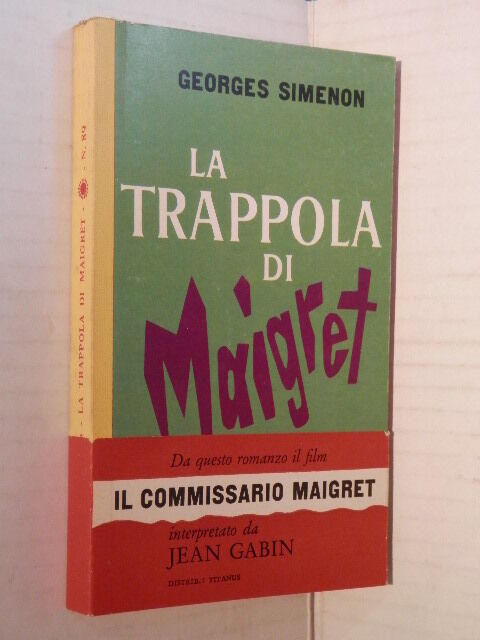 GEORGES SIMENON
LA
TRAPPOLA
DI
Maigret
Da questo romanzo il film
IL COMMISSARIO MAIGRET
interpretato da
JEAN GABIN
DISTRIB.: TITANUS
LA TRAPPOLA DI MAIGRET - N. 89